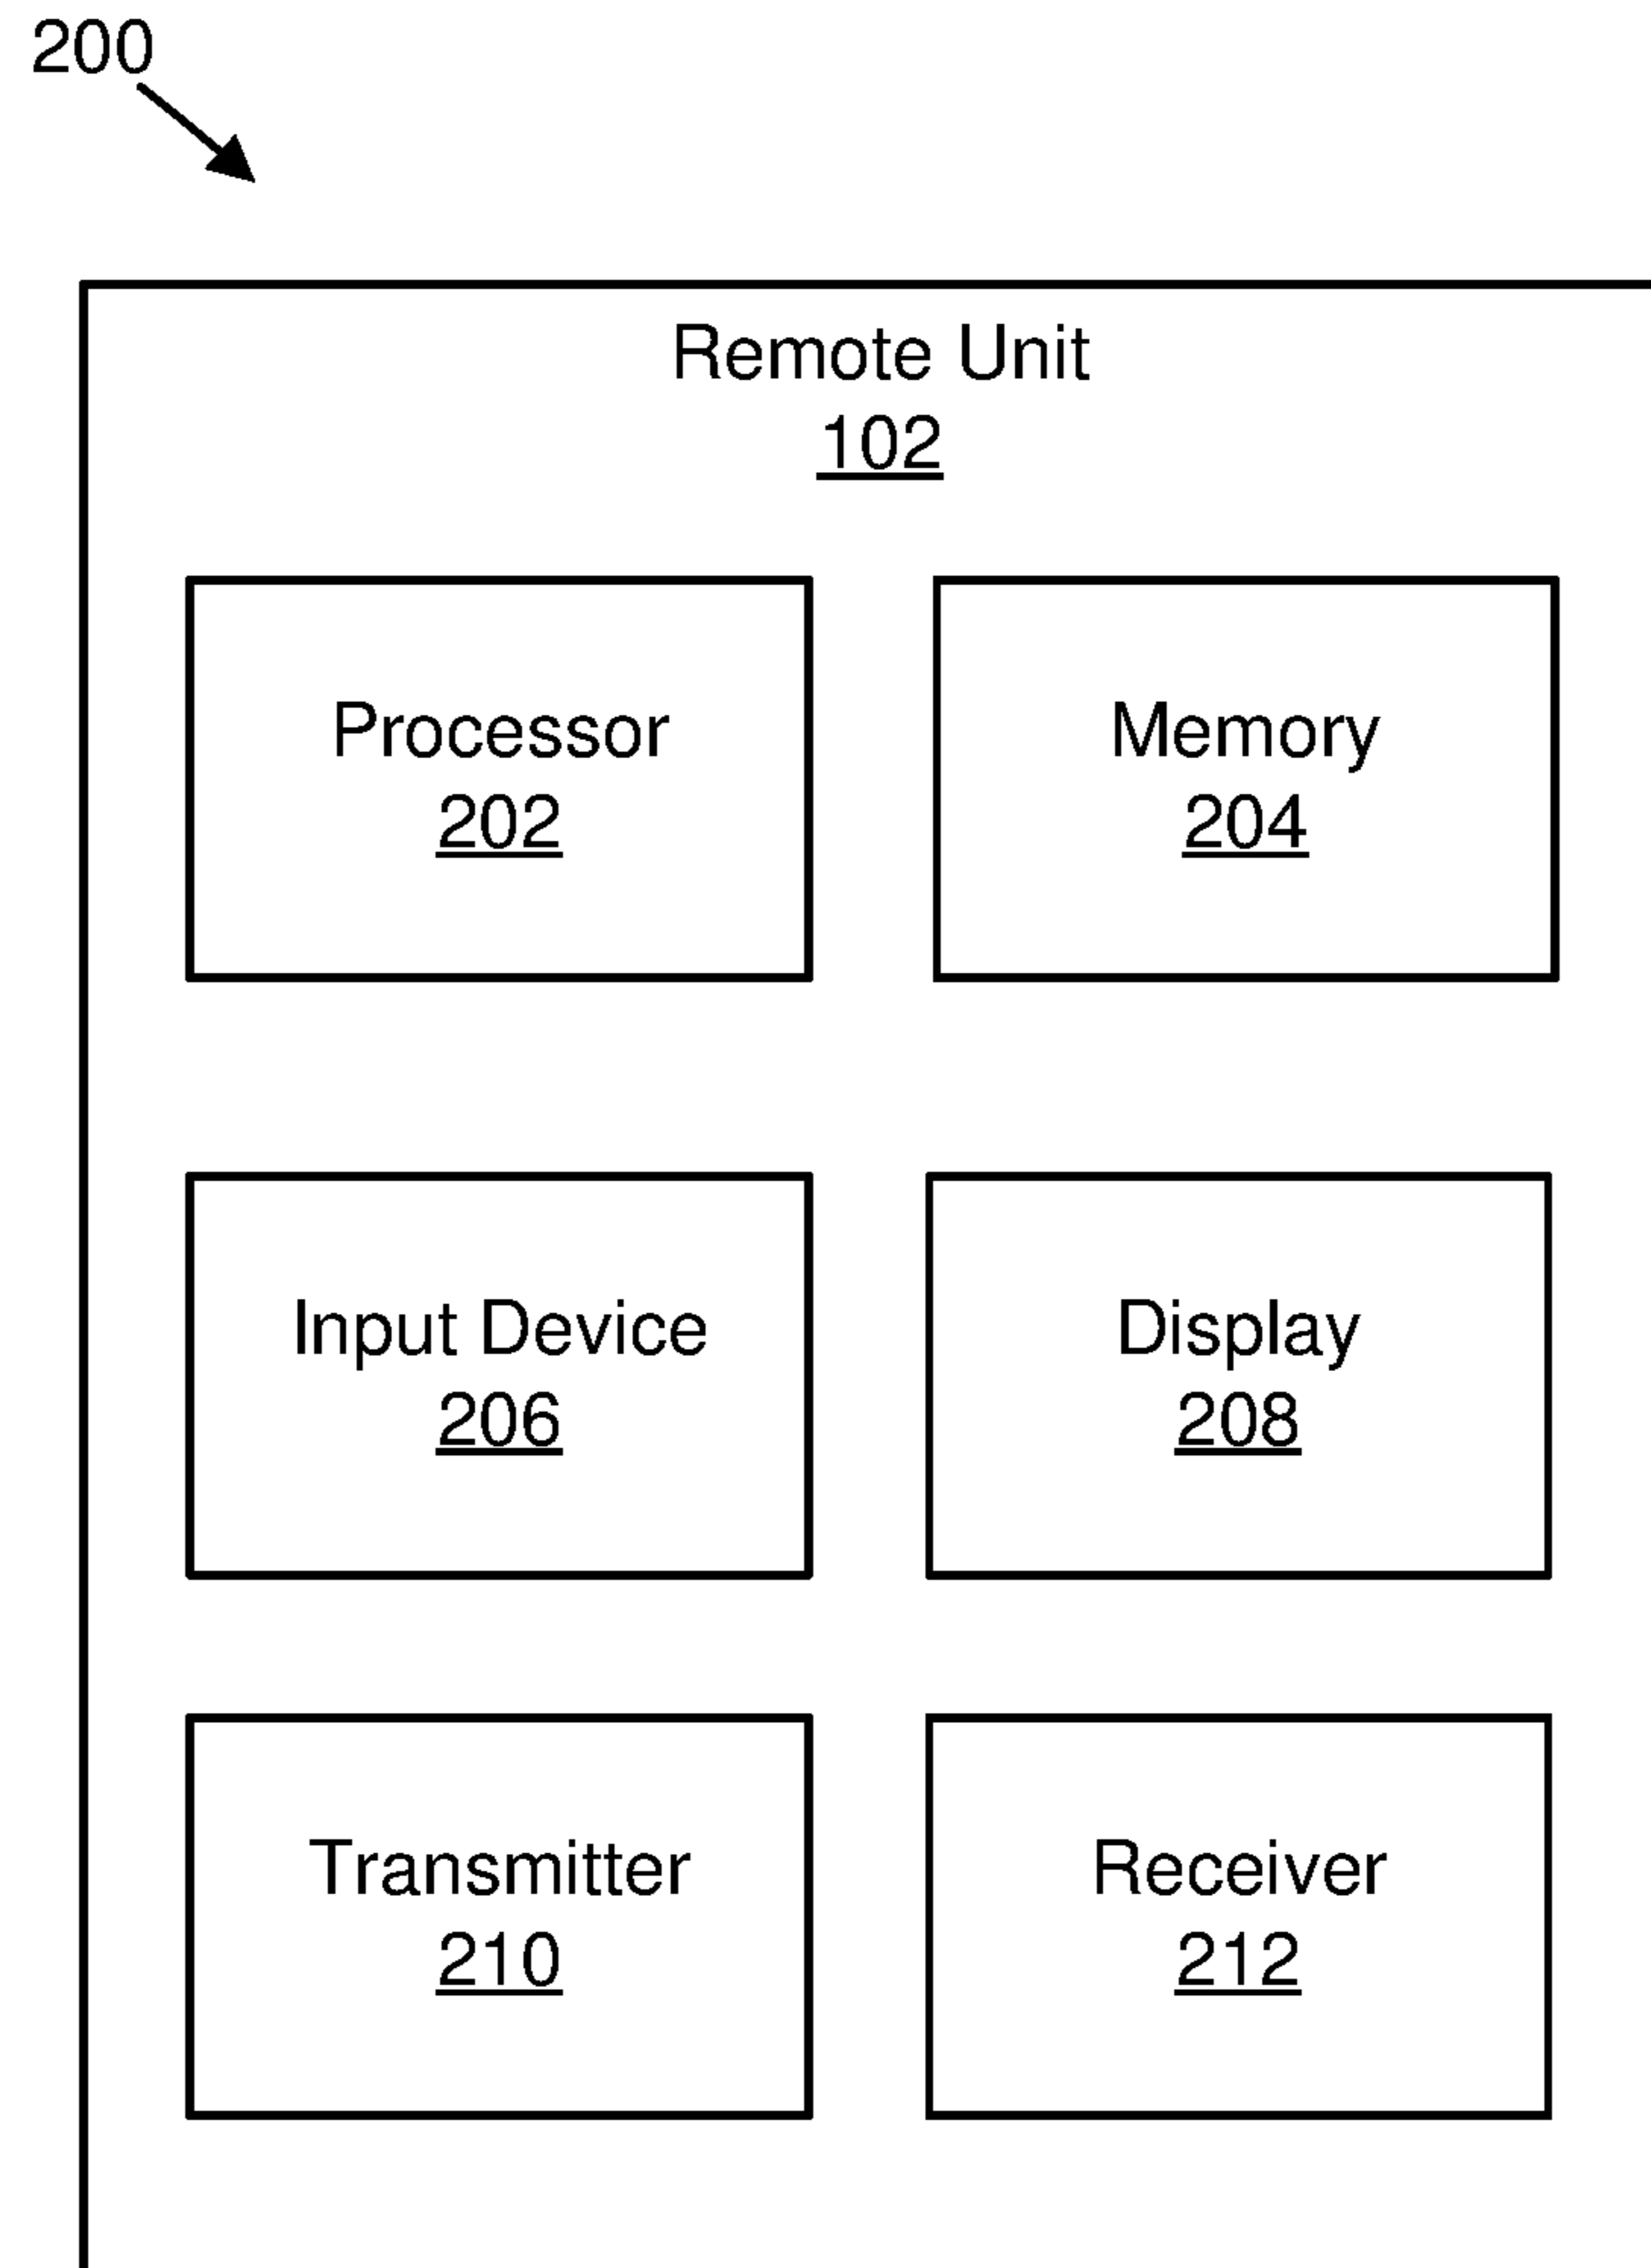 200
Remote Unit
102
Processor
202
Memory
204
Input Device
206
Display
208
Transmitter
210
Receiver
212